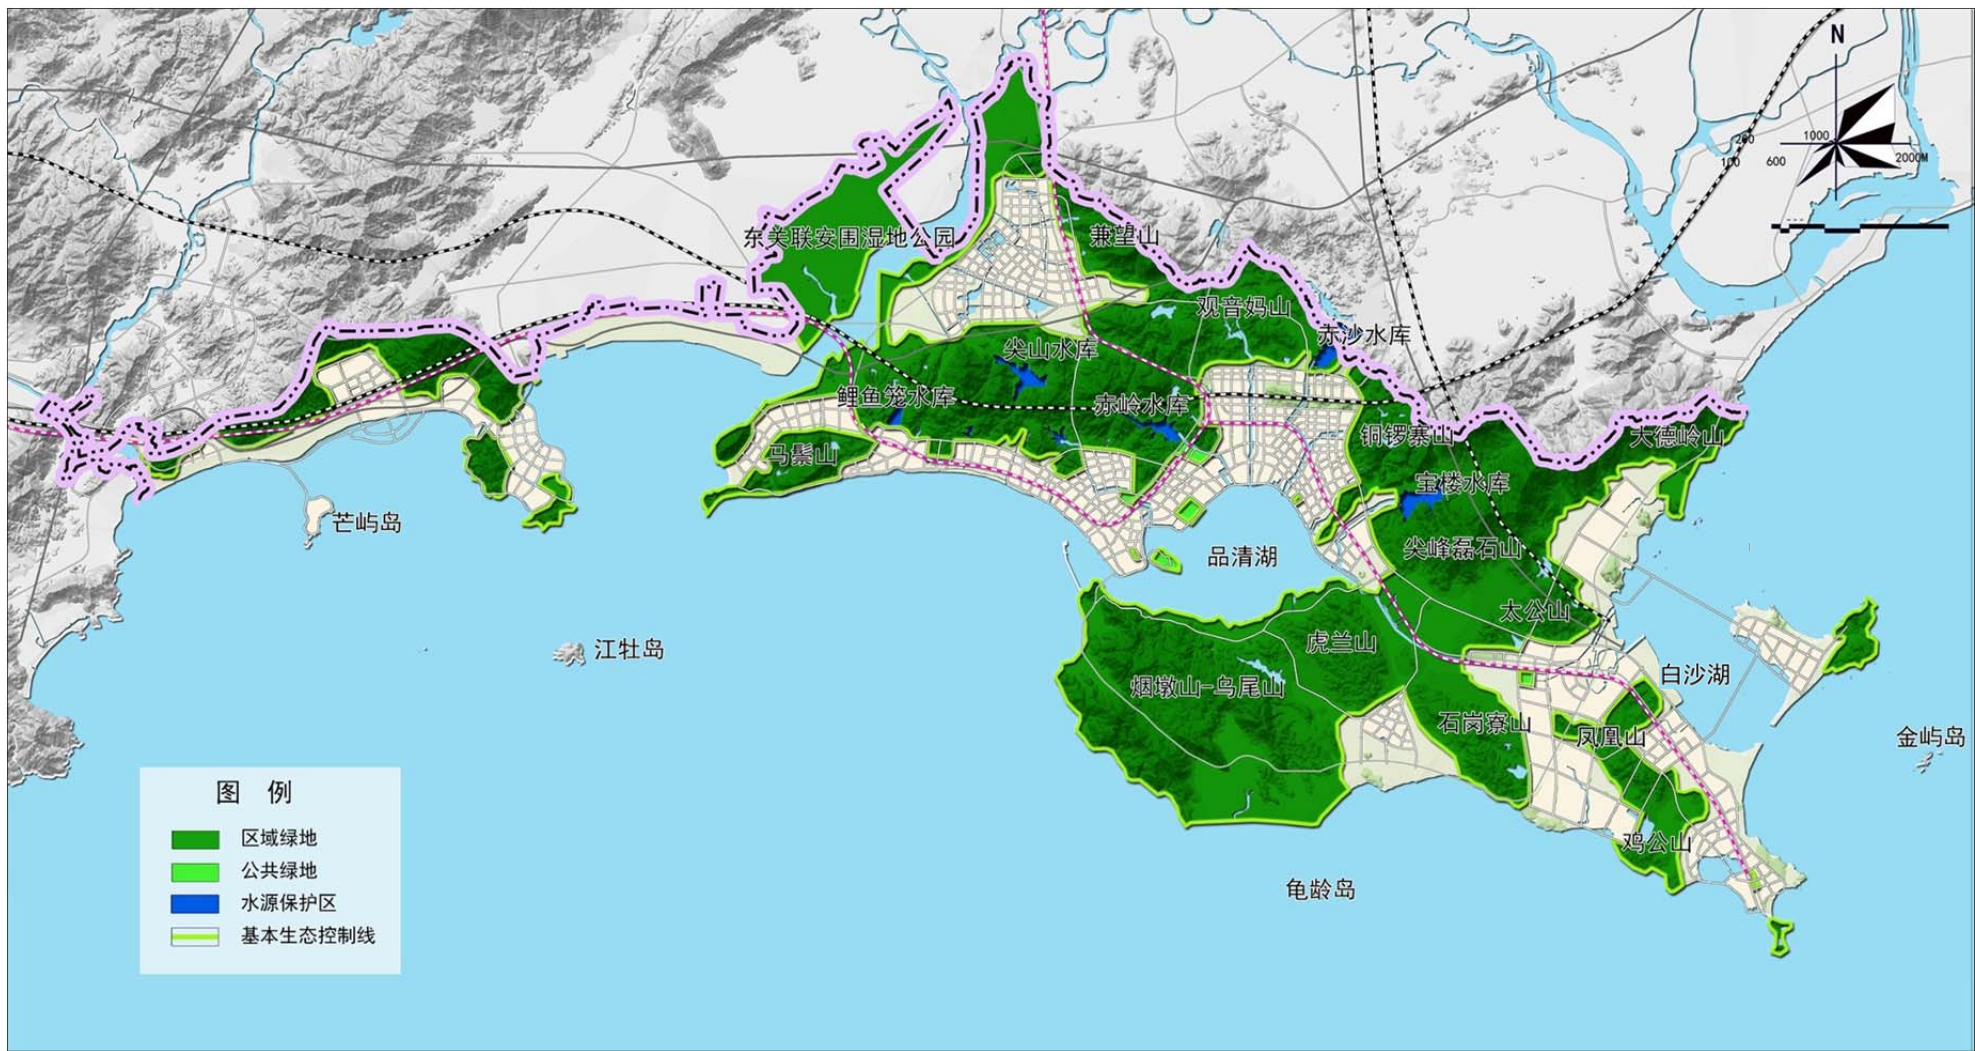 N
1000
200
100
600
2000M
东关联安围湿地公园
兼望山
观音妈山
赤沙水库
尖山水库
鲤鱼笼水库
赤岭水库
铜锣寨山
大德岭山
马鬃山
宝楼水库
芒屿岛
尖峰磊石山
品清湖
太公山
江牡岛
虎兰山
白沙湖
烟墩山-乌尾山
石岗寮山
凤凰山
金屿岛
鸡公山
龟龄岛
图 例
区域绿地
公共绿地
水源保护区
基本生态控制线